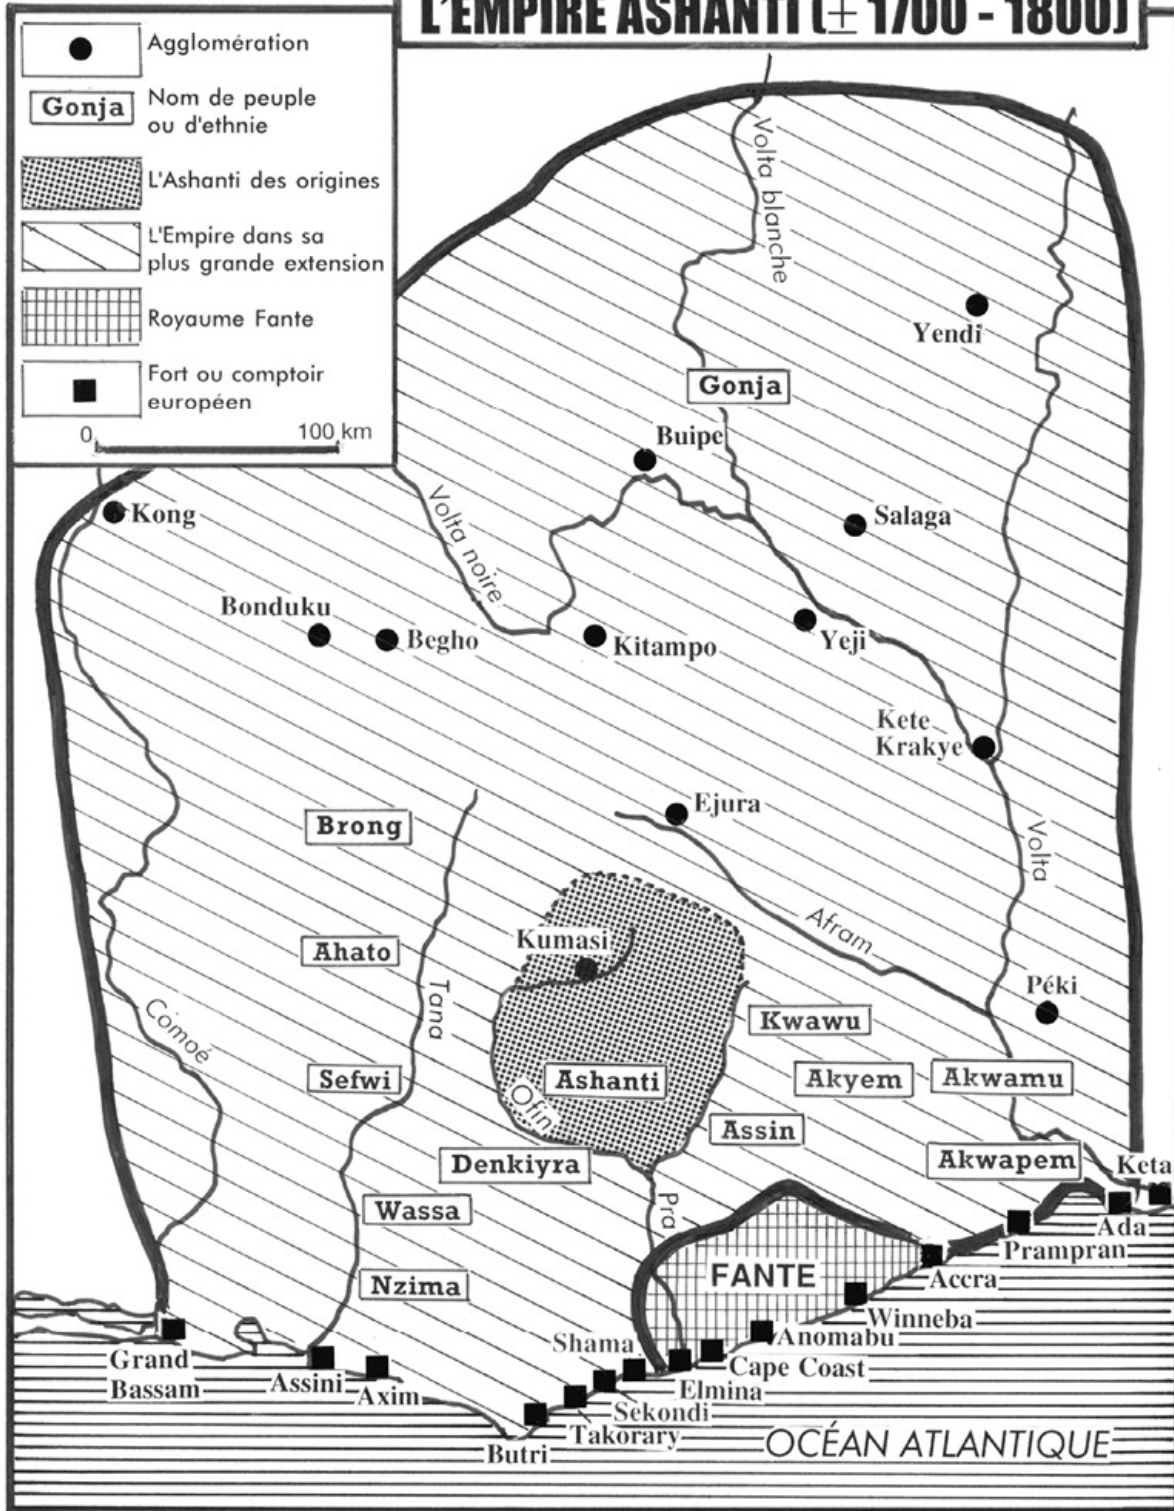 L'EMPIRE ASHANTI (± 1700 - 1800)
Agglomération
Gonja
Nom de peuple
ou d'ethnie
L'Ashanti des origines
L'Empire dans sa
plus grande extension
Royaume Fante
Fort ou comptoir
européen
0
100 km
Volta blanche
Yendi
Gonja
Buipe
Kong
Volta noire
Salaga
Bonduku
Begho
Kitampo
Yeji
Kete
Krakye
Ejura
Brong
Volta
Afram
Kumasi
Ahato
Tana
Péki
Comoé
Kwawu
Sefwi
Ashanti
Akyem
Akwamu
Ofin
Assin
Denkiyra
Akwapem
Keta
Wassa
Pra
Ada
Prampran
FANTE
Accra
Nzima
Winneba
Anomabu
Shama
Cape Coast
Grand
Bassam
Assini
Axim
Elmina
Sekondi
Takorary
Butri
OCÉAN ATLANTIQUE